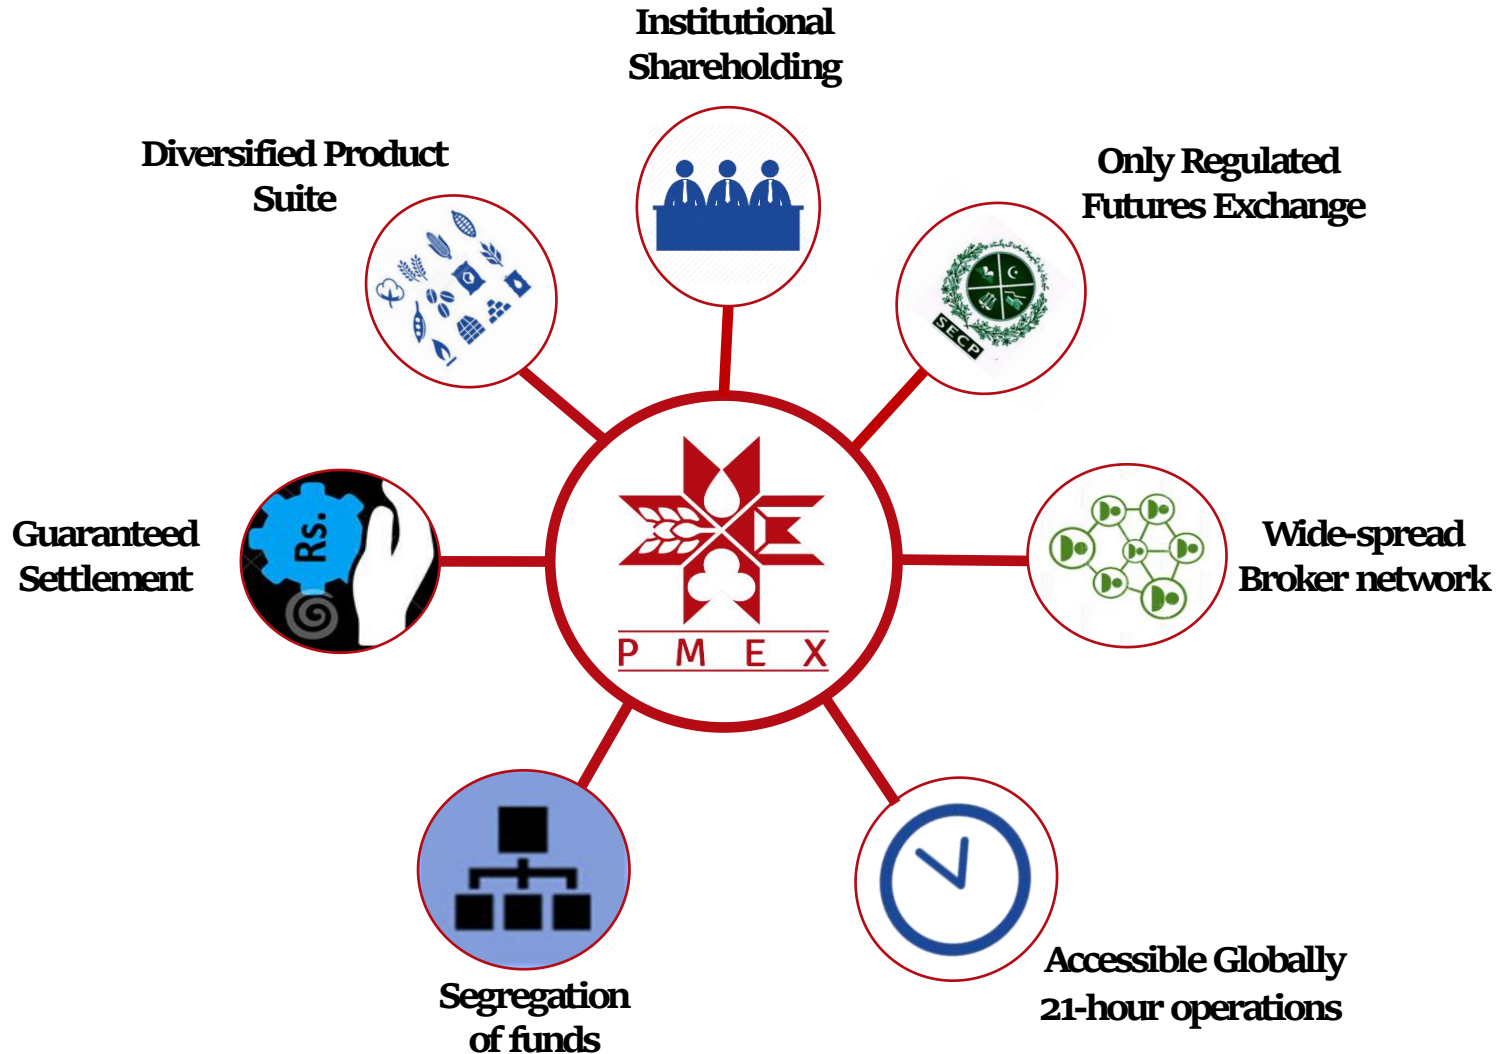 Institutional
Shareholding
Diversified Product
Suite
Only Regulated
Futures Exchange
SECP
Guaranteed
Settlement
Rs.
P M E X
Wide-spread
Broker network
Segregation
of funds
Accessible Globally
21-hour operations